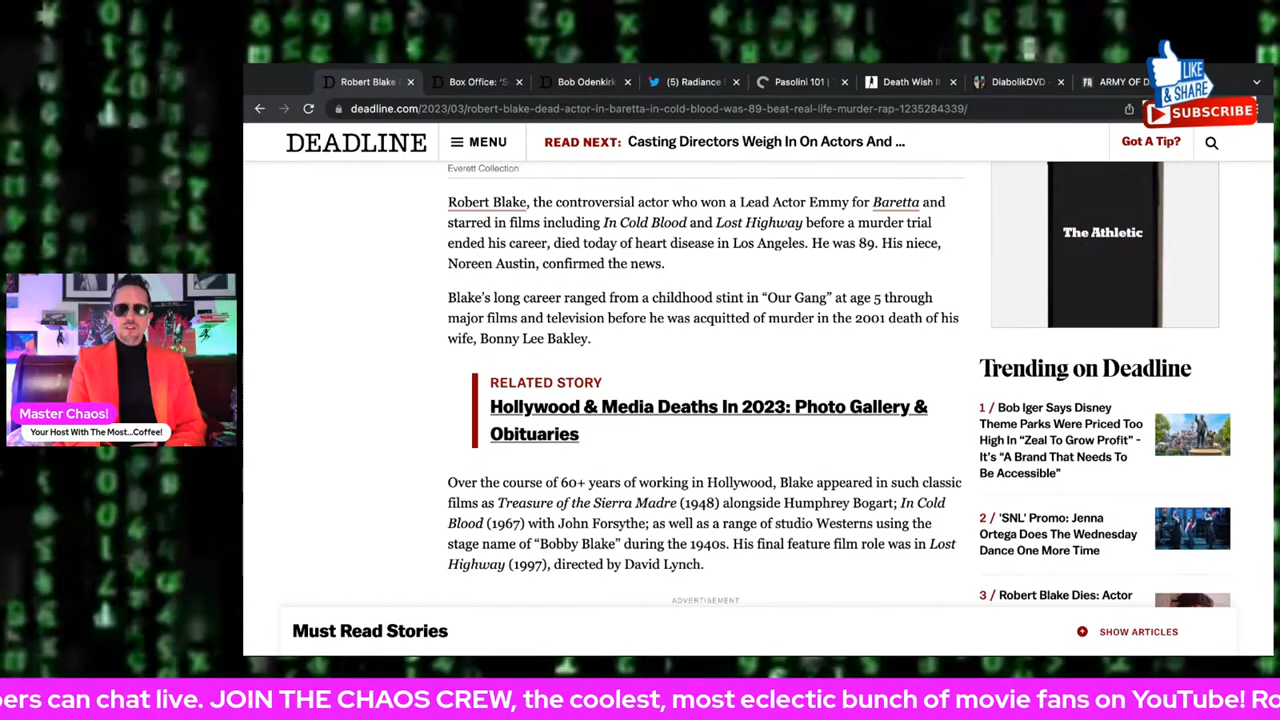 LIKE
& SHARE
SUBSCRIBE
Robert Blake
Box Office: 'S
Bob Odenkirk
(5) Radiance
Pasolini 101 |
Death Wish II
DiabolikDVD
ARMY OF D
deadline.com/2023/03robert-blake-dead-actor-in-baretta-in-cold-blood-was-89-beat-real-life-murder-rap-1235284339/
DEADLINE
MENU
READ NEXT: Casting Directors Weigh In On Actors And ...
Got A Tip?
Everett Collection
Robert Blake, the controversial actor who won a Lead Actor Emmy for Baretta and
starred in films including In Cold Blood and Lost Highway before a murder trial
ended his career, died today of heart disease in Los Angeles. He was 89. His niece,
Noreen Austin, confirmed the news.
Blake's long career ranged from a childhood stint in “Our Gang” at age 5 through
major films and television before he was acquitted of murder in the 2001 death of his
wife, Bonny Lee Bakley.
RELATED STORY
Hollywood & Media Deaths In 2023: Photo Gallery &
Obituaries
Over the course of 60+ years of working in Hollywood, Blake appeared in such classic
films as Treasure of the Sierra Madre (1948) alongside Humphrey Bogart; In Cold
Blood (1967) with John Forsythe; as well as a range of studio Westerns using the
stage name of “Bobby Blake” during the 1940s. His final feature film role was in Lost
Highway (1997), directed by David Lynch.
ADVERTISEMENT
The Athletic
Trending on Deadline
1 / Bob Iger Says Disney
Theme Parks Were Priced Too
High In “Zeal To Grow Profit” -
It's “A Brand That Needs To
Be Accessible”
2 / 'SNL' Promo: Jenna
Ortega Does The Wednesday
Dance One More Time
3 / Robert Blake Dies: Actor
Must Read Stories
SHOW ARTICLES
Master Chaos!
Your Host With The Most...Coffee!
bers can chat live. JOIN THE CHAOS CREW, the coolest, most eclectic bunch of movie fans on YouTube! Ro